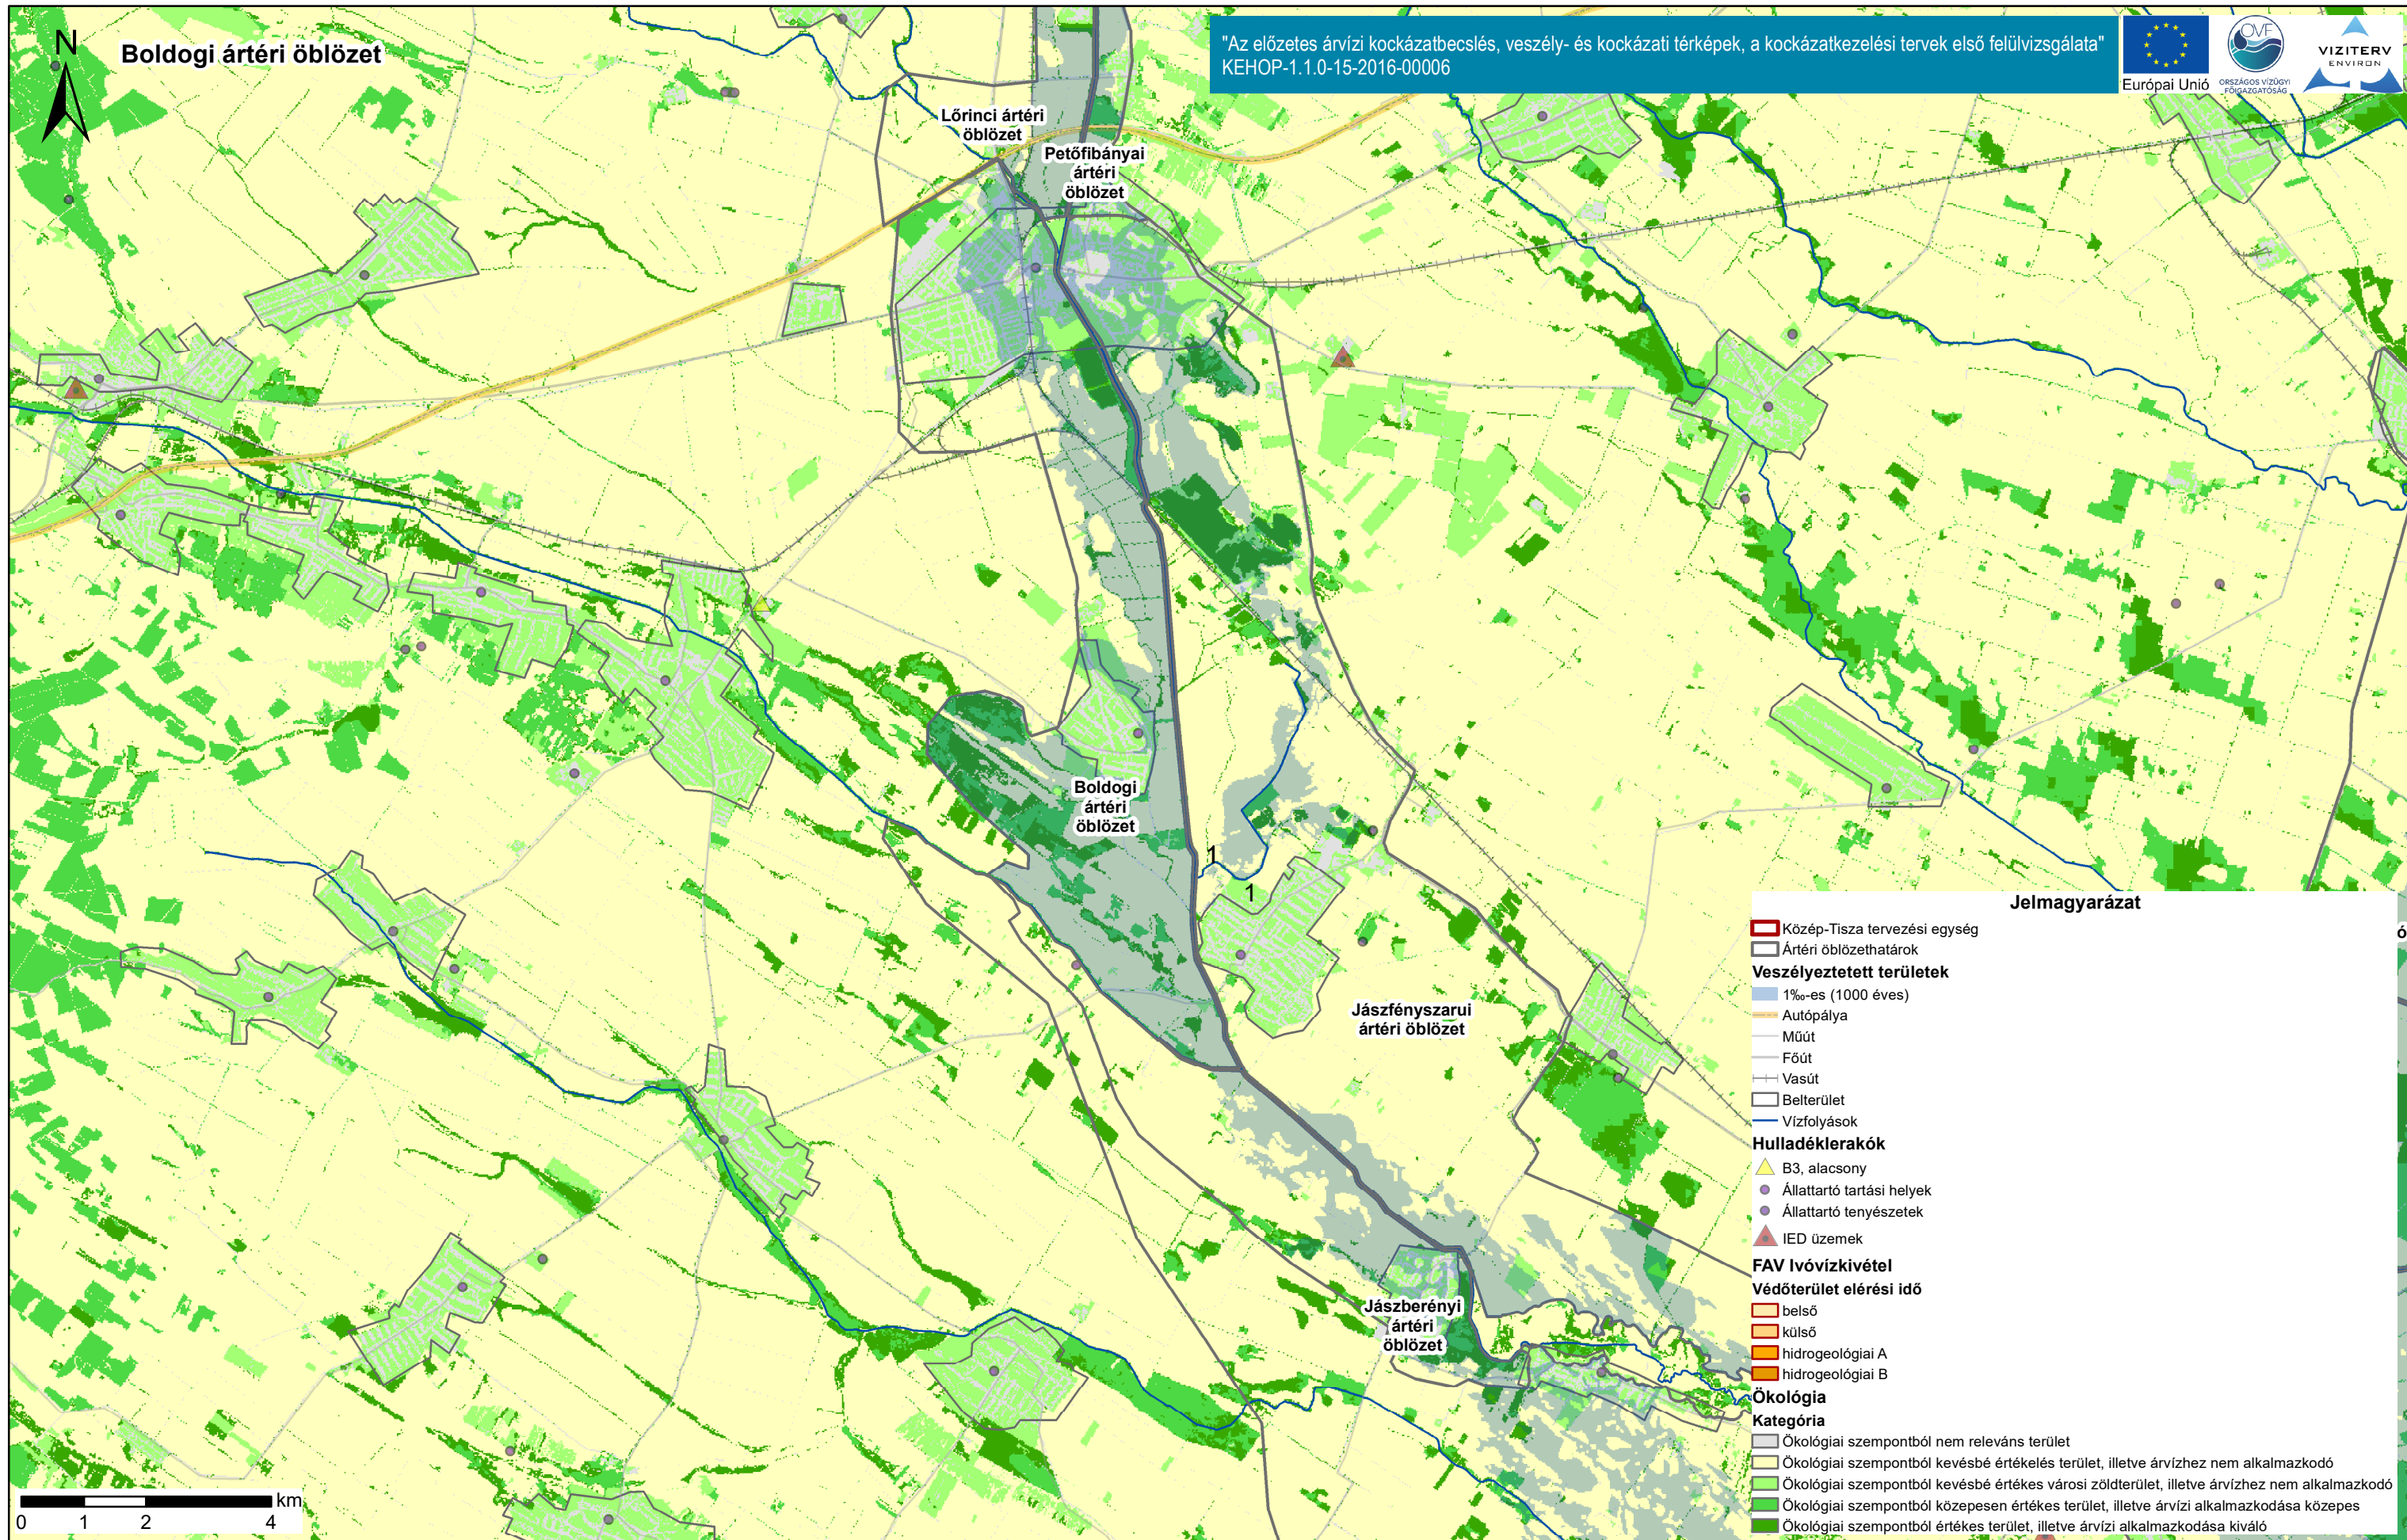 Boldogi ártéri öblözet
N
"Az előzetes árvízi kockázatbecslés, veszély- és kockázati térképek, a kockázatkezelési tervek első felülvizsgálata"
KEHOP-1.1.0-15-2016-00006
Európai Unió
OVF
ORSZÁGOS VÍZÜGYI
FŐIGAZGATÓSÁG
VIZITERV
ENVIRON
Lőrinci ártéri
öblözet
Petőfibányai
ártéri
öblözet
Boldogi
ártéri
öblözet
1
1
Jászfényszarui
ártéri öblözet
Jászberényi
ártéri
öblözet
ó
Jelmagyarázat
Közép-Tisza tervezési egység
Ártéri öblözethatárok
Veszélyeztetett területek
1‰-es (1000 éves)
Autópálya
Műút
Főút
Vasút
Belterület
Vízfolyások
Hulladéklerakók
B3, alacsony
Állattartó tartási helyek
Állattartó tenyészetek
IED üzemek
FAV Ivóvízkivétel
Védőterület elérési idő
belső
külső
hidrogeológiai A
hidrogeológiai B
Ökológia
Kategória
Ökológiai szempontból nem releváns terület
Ökológiai szempontból kevésbé értékelés terület, illetve árvízhez nem alkalmazkodó
Ökológiai szempontból kevésbé értékes városi zöldterület, illetve árvízhez nem alkalmazkodó
Ökológiai szempontból közepesen értékes terület, illetve árvízi alkalmazkodása közepes
Ökológiai szempontból értékes terület, illetve árvízi alkalmazkodása kiváló
km
0 1 2 4